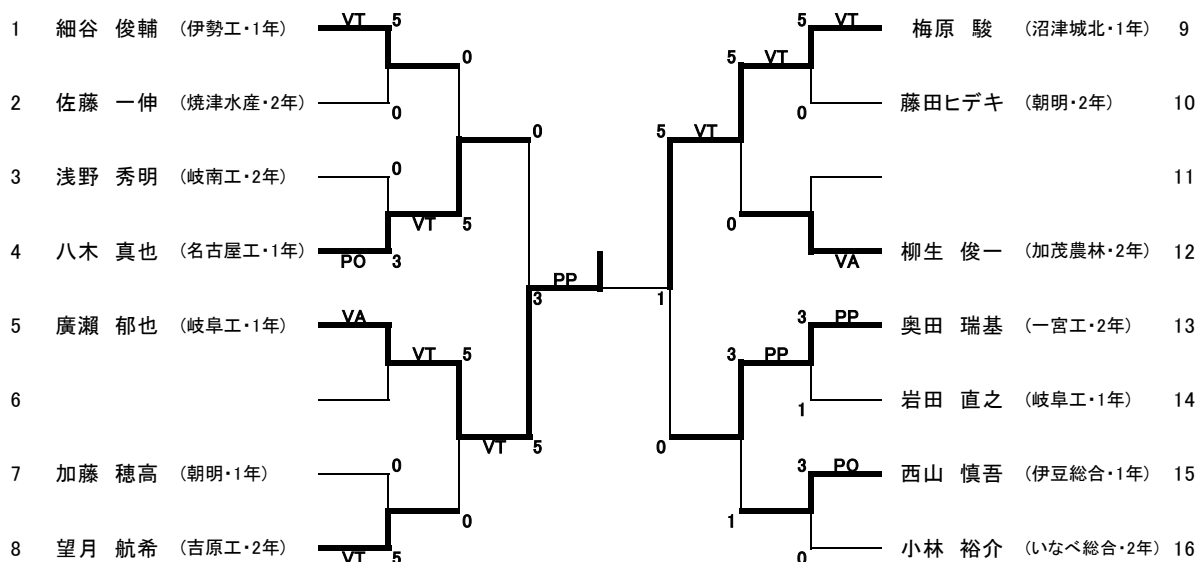 VT 5 5 VT
1 細谷 俊輔 (伊勢工・1年) 梅原 駿 (沼津城北・1年) 9
0 5 VT
2 佐藤 一伸 (焼津水産・2年) 藤田ヒデキ (朝明・2年) 10
0 0
0 5 VT
3 浅野 秀明 (岐南工・2年) 11
0
VT 5 0
4 八木 真也 (名古屋工・1年) 柳生 俊一 (加茂農林・2年) 12
PO 3 VA
PP
3 1
5 廣瀬 郁也 (岐阜工・1年) 奥田 瑞基 (一宮工・2年) 13
VA 3 PP
VT 5 3 PP
6 岩田 直之 (岐阜工・1年) 14
1
VT 5 0
7 加藤 穂高 (朝明・1年) 西山 慎吾 (伊豆総合・1年) 15
0 3 PO
0 1
8 望月 航希 (吉原工・2年) 小林 裕介 (いなべ総合・2年) 16
VT 5 0